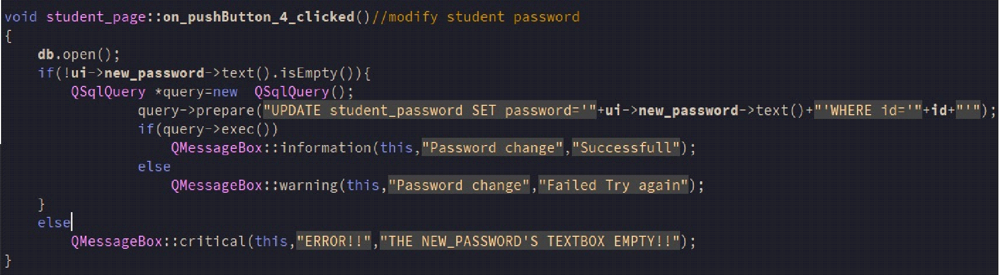 void student_page::on_pushButton_4_clicked()//modify student password
{
db.open();
if(!ui->new_password->text().isEmpty()){
QSqlQuery *query=new  QSqlQuery();
query->prepare("UPDATE student_password SET password='"+ui->new_password->text()+"'WHERE id='"+id+"'");
if(query->exec())
QMessageBox::information(this,"Password change","Successfull");
else
QMessageBox::warning(this,"Password change","Failed Try again");
}
else
QMessageBox::critical(this,"ERROR!!","THE NEW_PASSWORD'S TEXTBOX EMPTY!!");
}